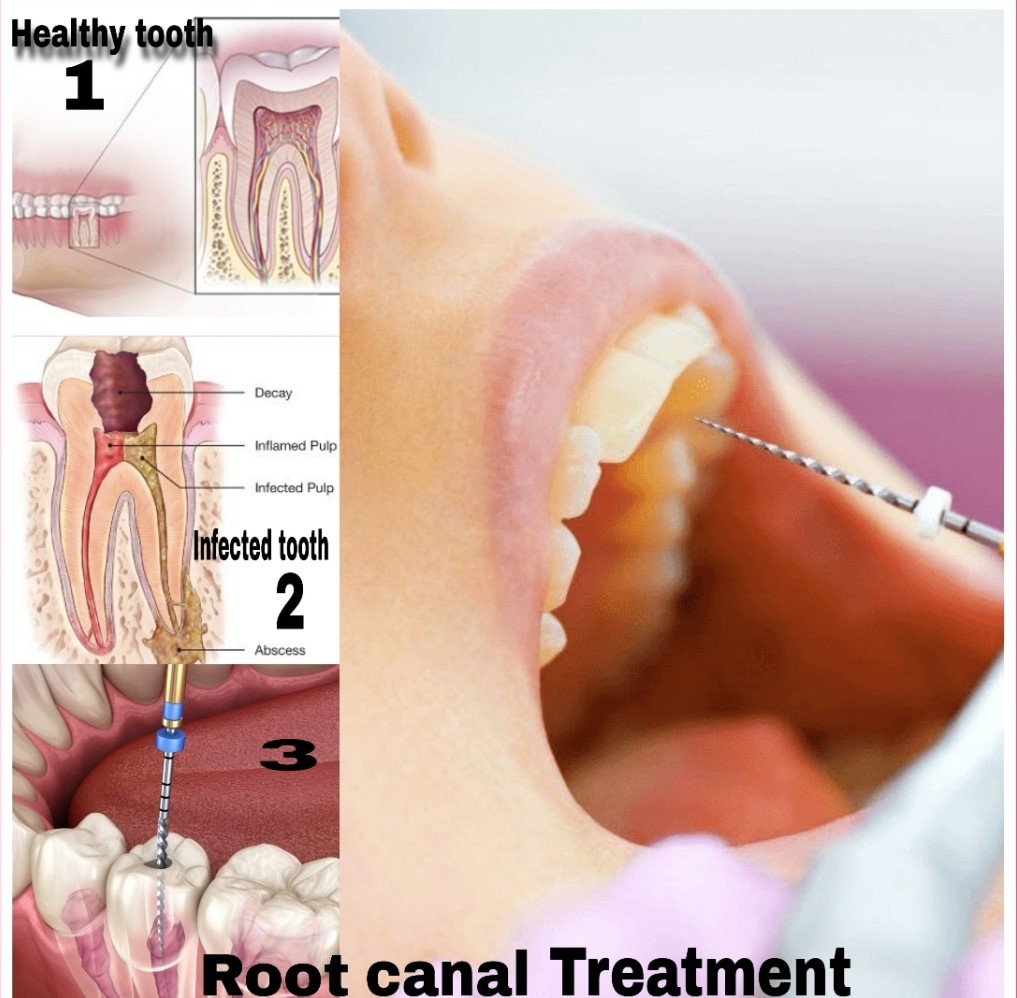 Healthy tooth
1
Decay
Inflamed Pulp
Infected Pulp
Infected tooth
2
Abscess
3
Root canal Treatment